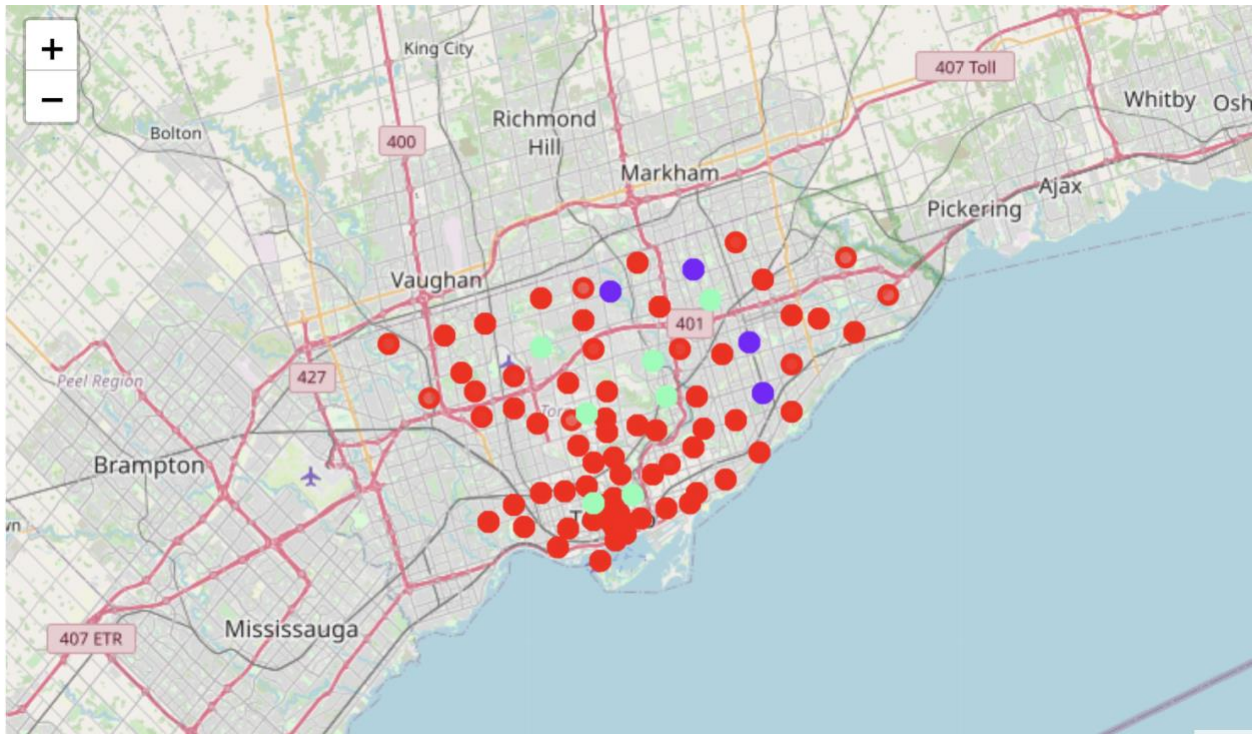 +
−
King City
407 Toll
Whitby
Osh
Richmond
Hill
Bolton
400
Markham
Ajax
Pickering
Vaughan
401
Peel Region
427
Brampton
Mississauga
407 ETR